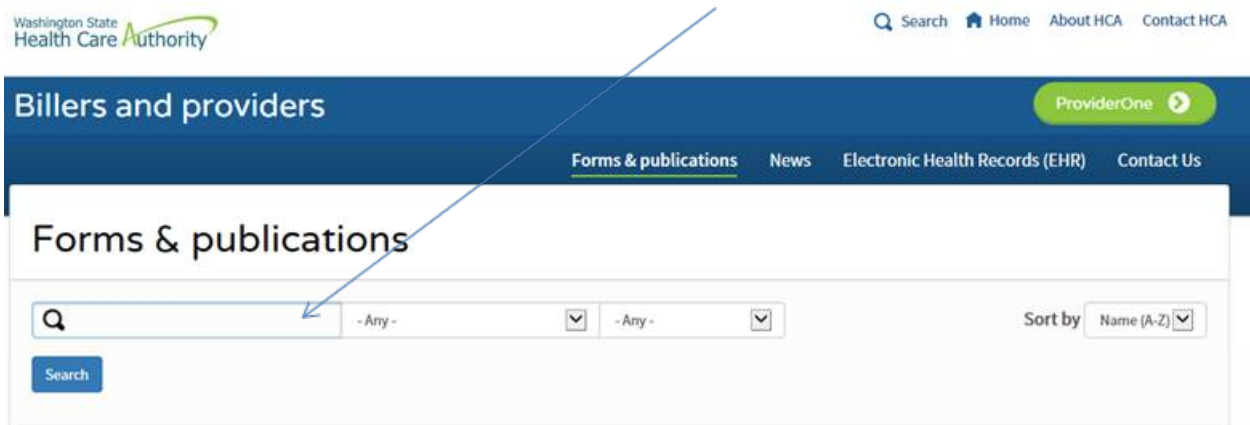 Washington State
Health Care Authority
Search Home About HCA Contact HCA
Billers and providers
ProviderOne
Forms & publications News Electronic Health Records (EHR) Contact Us
Forms & publications
- Any - - Any - Sort by Name (A-Z)
Search